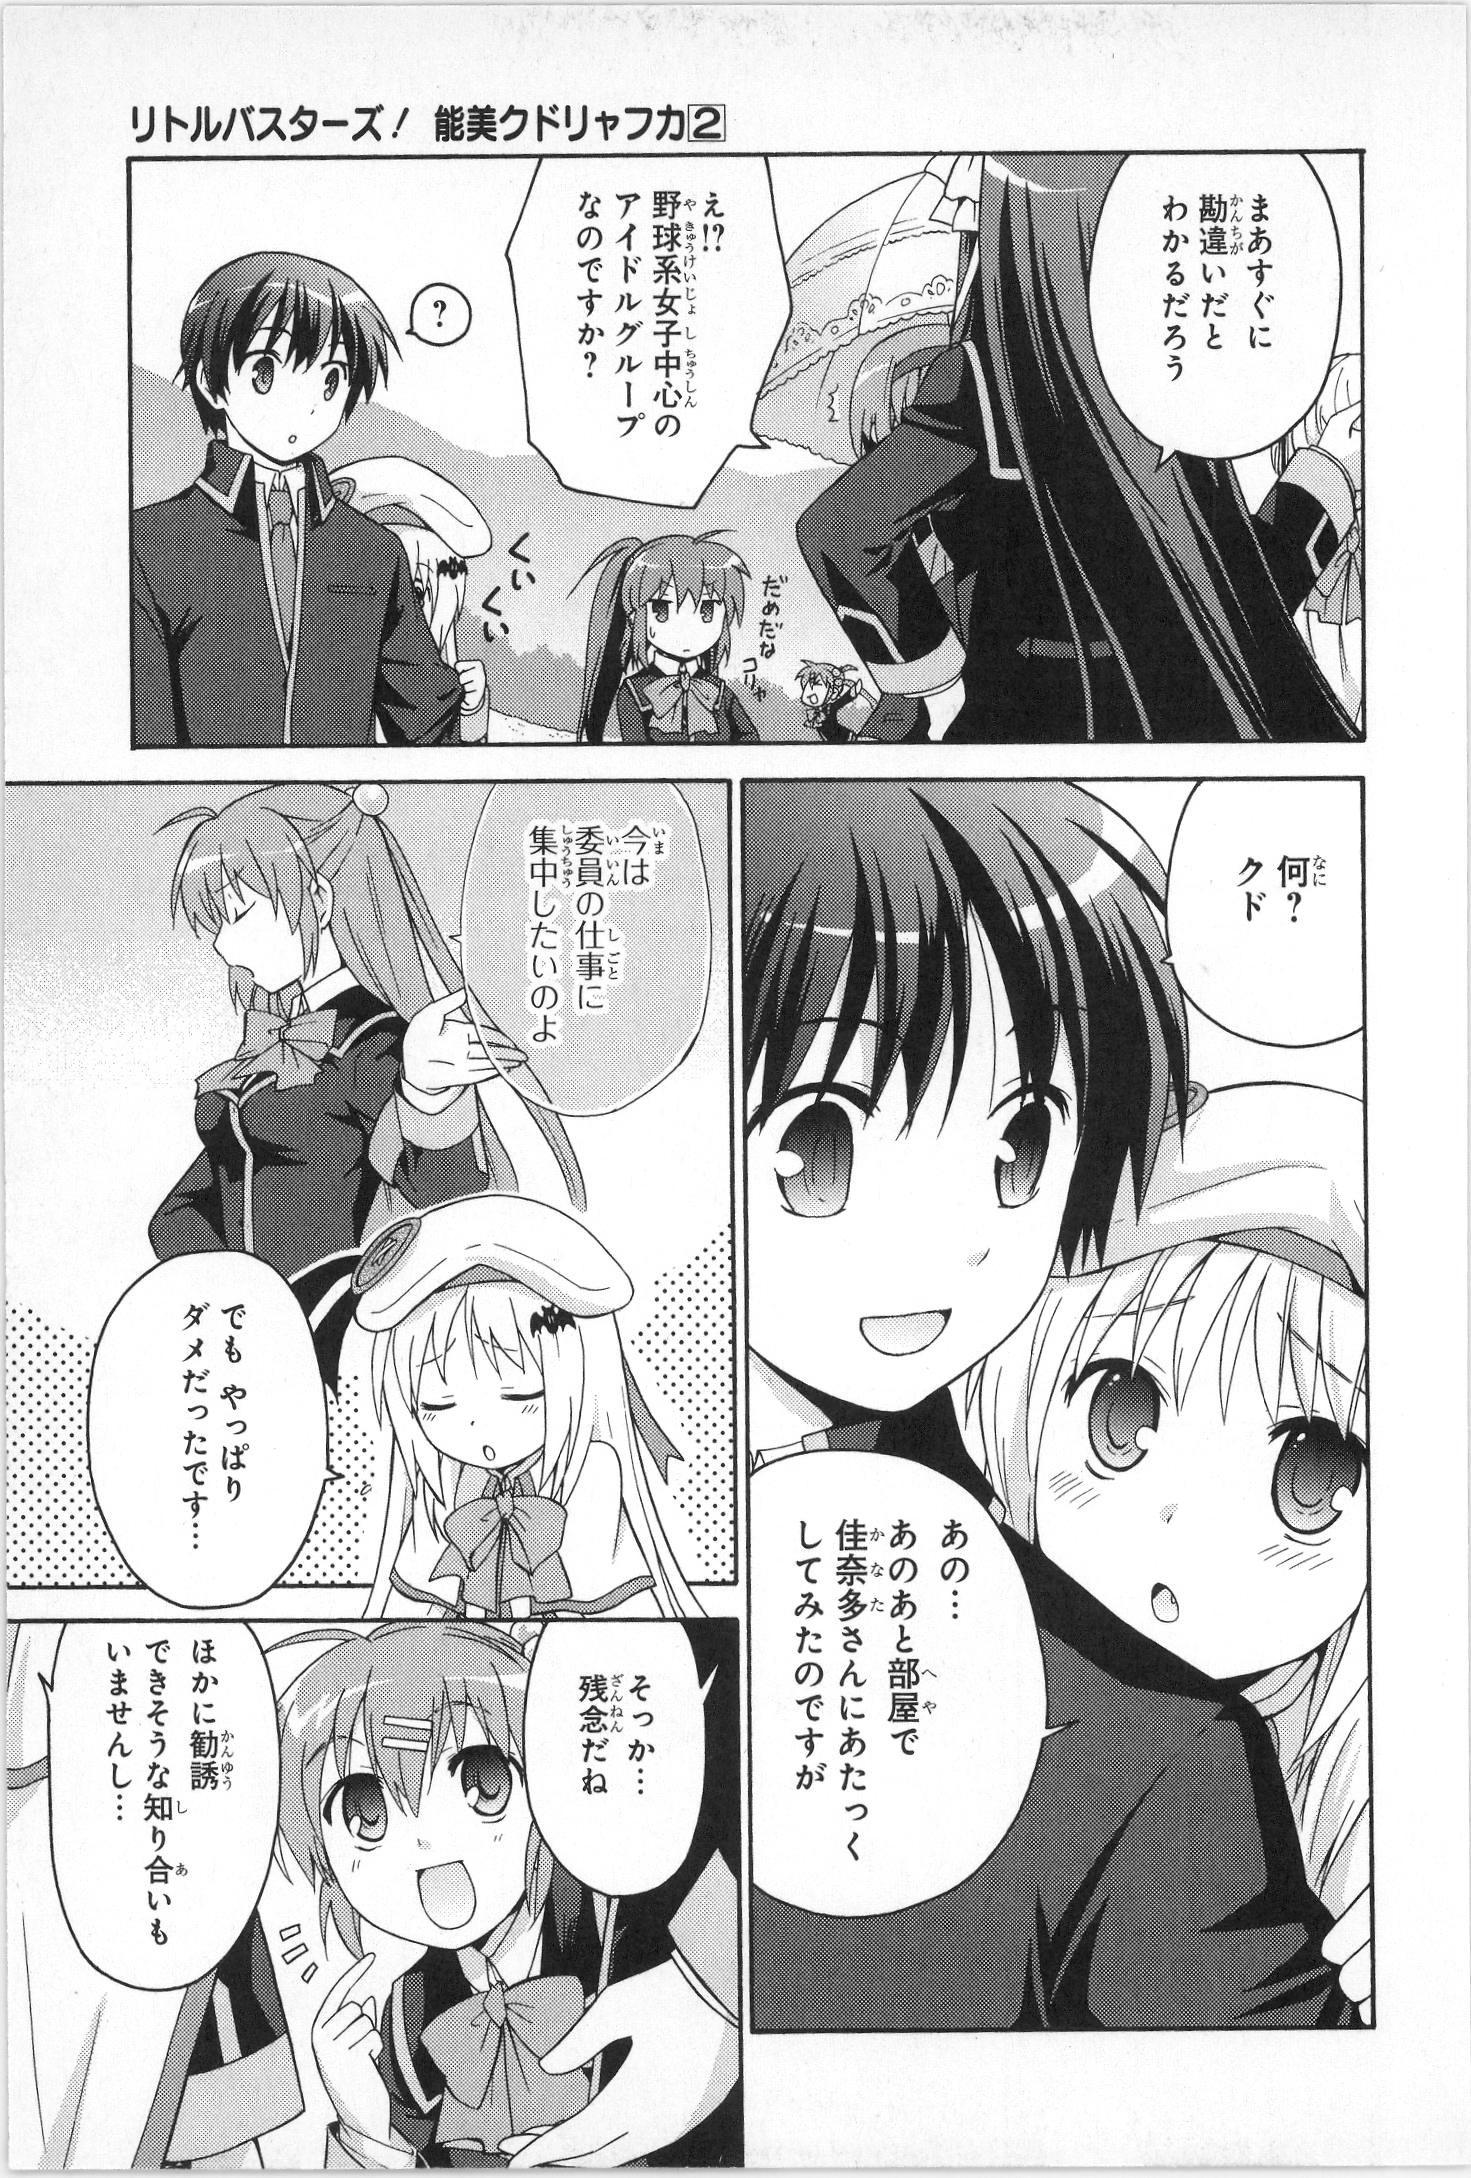 リトルバスターズ! 能美クドリャフカ2
まあすぐに
勘違いだと
わかるだろう
え!?
野球系女子中心の
アイドルグループ
なのですか?
?
くい
くい
だめだな
コリャ
何?
クド
あの…
あのあと部屋で
佳奈多さんにあたっく
してみたのですが
今は
委員の仕事に
集中したいのよ
でも やっぱり
ダメだったです…
そっか…
残念だね
ほかに勧誘
できそうな知り合いも
いませんし…